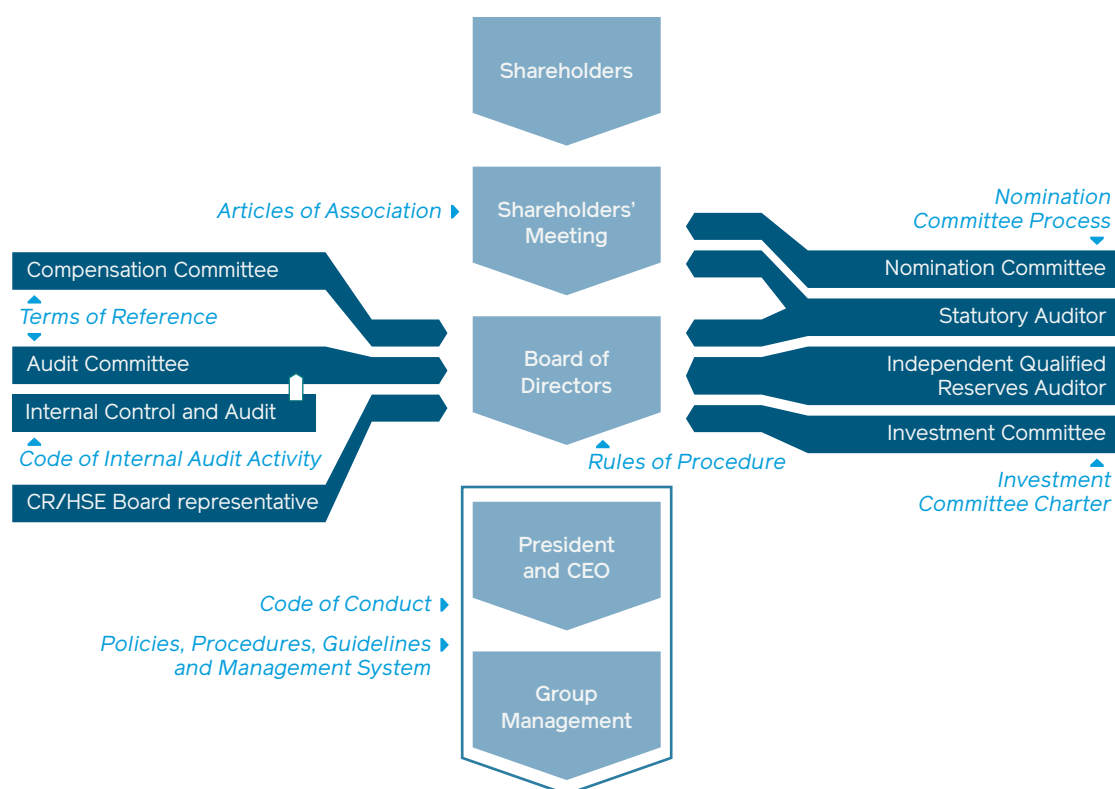 Shareholders
Articles of Association
Shareholders’
Meeting
Nomination
Committee Process
Compensation Committee
Nomination Committee
Terms of Reference
Statutory Auditor
Audit Committee
Board of
Directors
Independent Qualified
Reserves Auditor
Internal Control and Audit
Investment Committee
Code of Internal Audit Activity
Rules of Procedure
Investment
Committee Charter
CR/HSE Board representative
President
and CEO
Code of Conduct
Policies, Procedures, Guidelines
and Management System
Group
Management